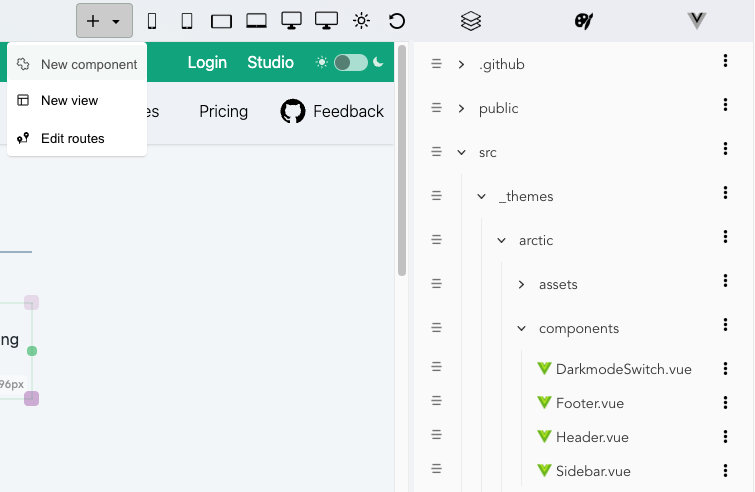 New component
New view
Edit routes
Login Studio
es Pricing Feedback
ng
96px
.github
public
src
_themes
arctic
assets
components
DarkmodeSwitch.vue
Footer.vue
Header.vue
Sidebar.vue